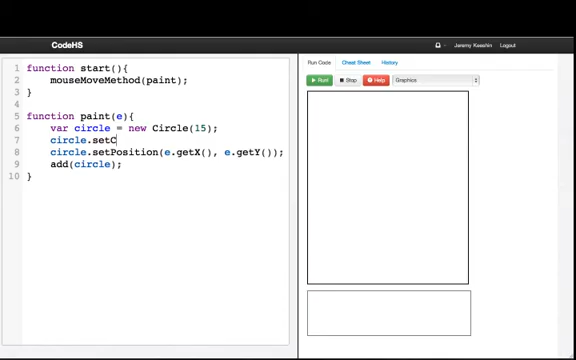 CodeHS
Jeremy Keeshin Logout
Run Code Cheat Sheet History
Run! Stop Help Graphics
1 function start(){
2 mouseMoveMethod(paint);
3 }
4
5 function paint(e){
6 var circle = new Circle(15);
7 circle.setC
8 circle.setPosition(e.getX(), e.getY());
9 add(circle);
10 }